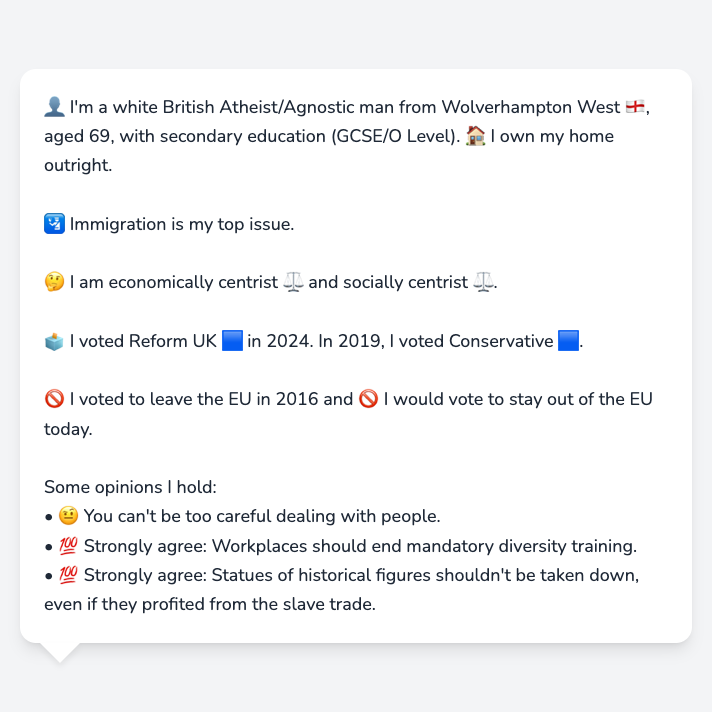 👤 I'm a white British Atheist/Agnostic man from Wolverhampton West 🏴󠁧󠁢󠁥󠁮󠁧󠁿,
aged 69, with secondary education (GCSE/O Level). 🏠 I own my home
outright.
🛂 Immigration is my top issue.
🤔 I am economically centrist ⚖️ and socially centrist ⚖️.
🗳️ I voted Reform UK 🟦 in 2024. In 2019, I voted Conservative 🟦.
🚫 I voted to leave the EU in 2016 and 🚫 I would vote to stay out of the EU
today.
Some opinions I hold:
• 🤨 You can't be too careful dealing with people.
• 💯 Strongly agree: Workplaces should end mandatory diversity training.
• 💯 Strongly agree: Statues of historical figures shouldn't be taken down,
even if they profited from the slave trade.